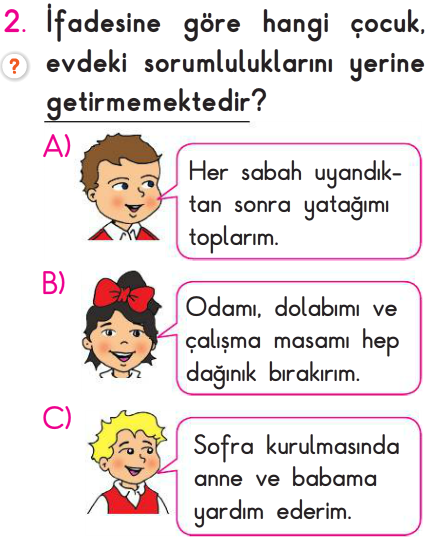 2. İfadesine göre hangi çocuk,
? evdeki sorumluluklarını yerine
getirmemektedir?
A)
Her sabah uyandık-
tan sonra yatağımı
toplarım.
B)
Odamı, dolabımı ve
çalışma masamı hep
dağınık bırakırım.
C)
Sofra kurulmasında
anne ve babama
yardım ederim.